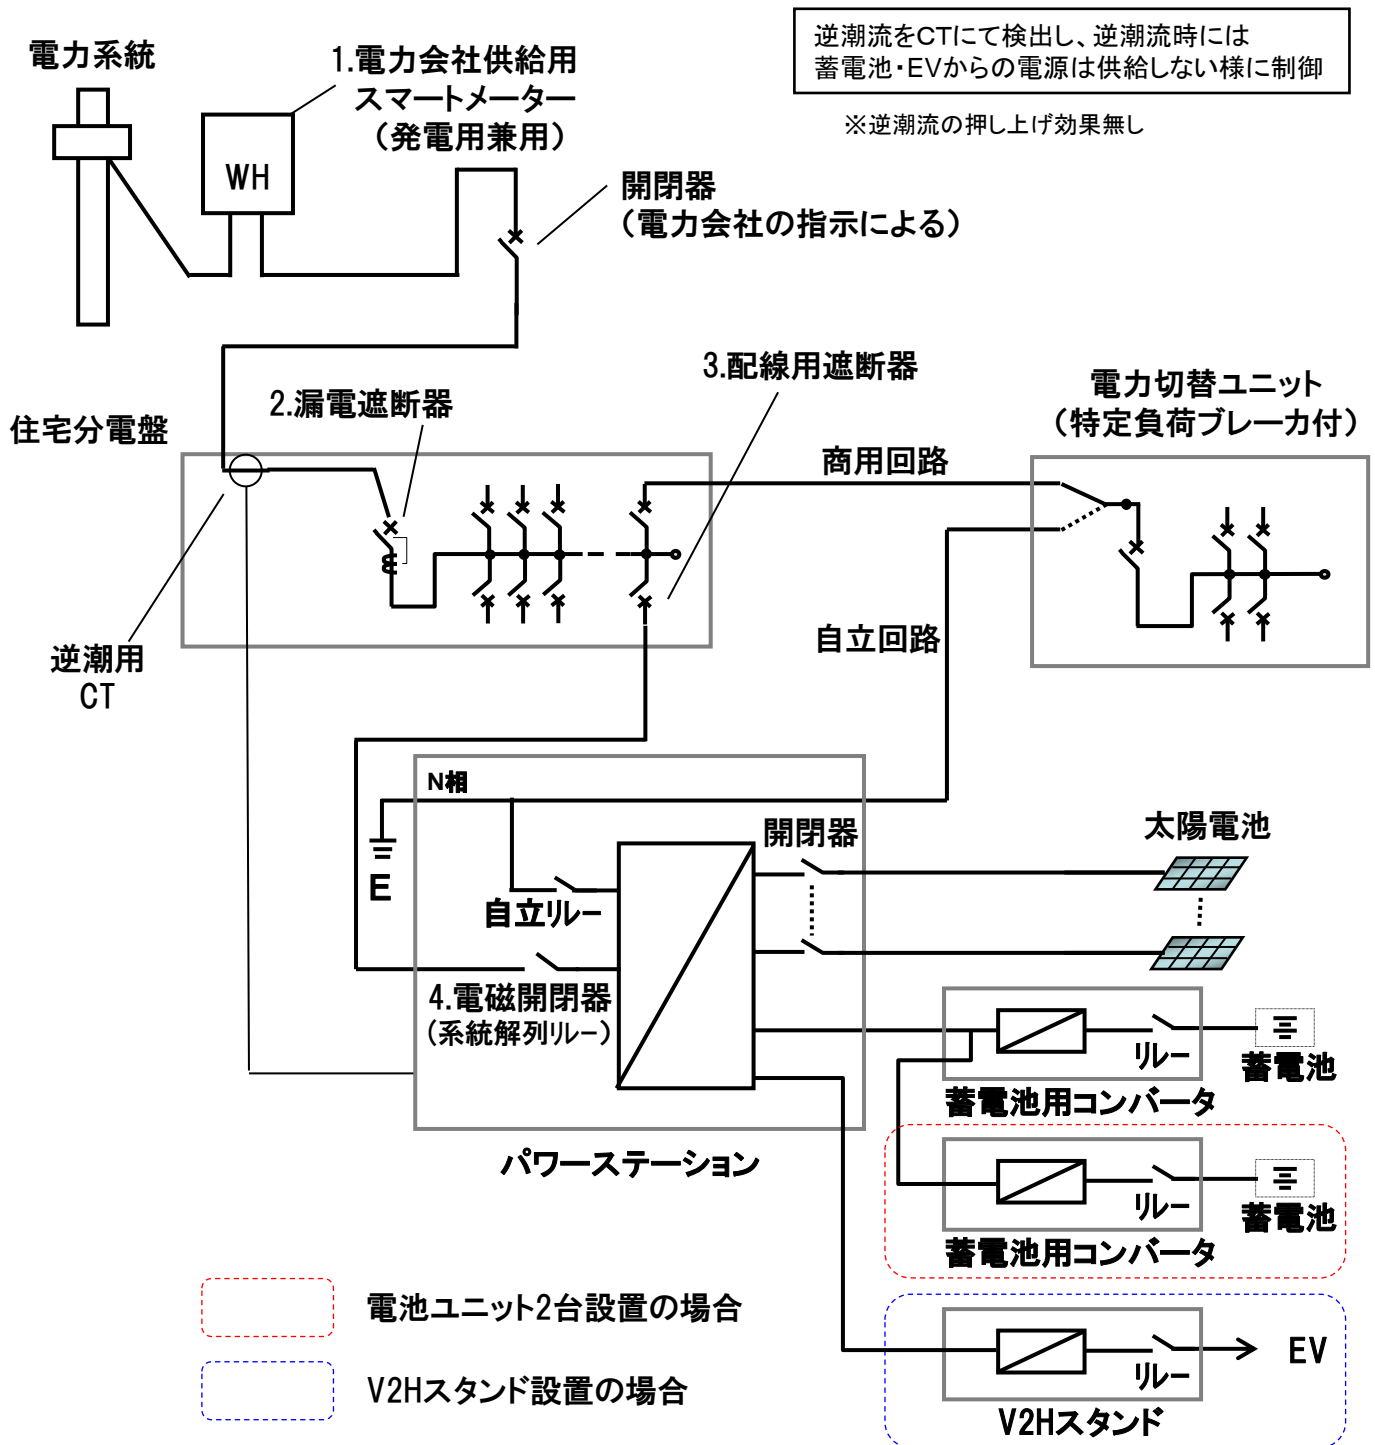 逆潮流をCTにて検出し、逆潮流時には
蓄電池・EVからの電源は供給しない様に制御
※逆潮流の押し上げ効果無し
電力系統
1.電力会社供給用
スマートメーター
（発電用兼用）
WH
開閉器
（電力会社の指示による）
3.配線用遮断器
2.漏電遮断器
電力切替ユニット
（特定負荷ブレーカ付）
住宅分電盤
商用回路
自立回路
逆潮用
CT
N相
開閉器
太陽電池
E
自立リレー
4.電磁開閉器
（系統解列リレー）
リレー
蓄電池
蓄電池用コンバータ
パワーステーション
リレー
蓄電池
蓄電池用コンバータ
電池ユニット2台設置の場合
EV
リレー
V2Hスタンド設置の場合
V2Hスタンド